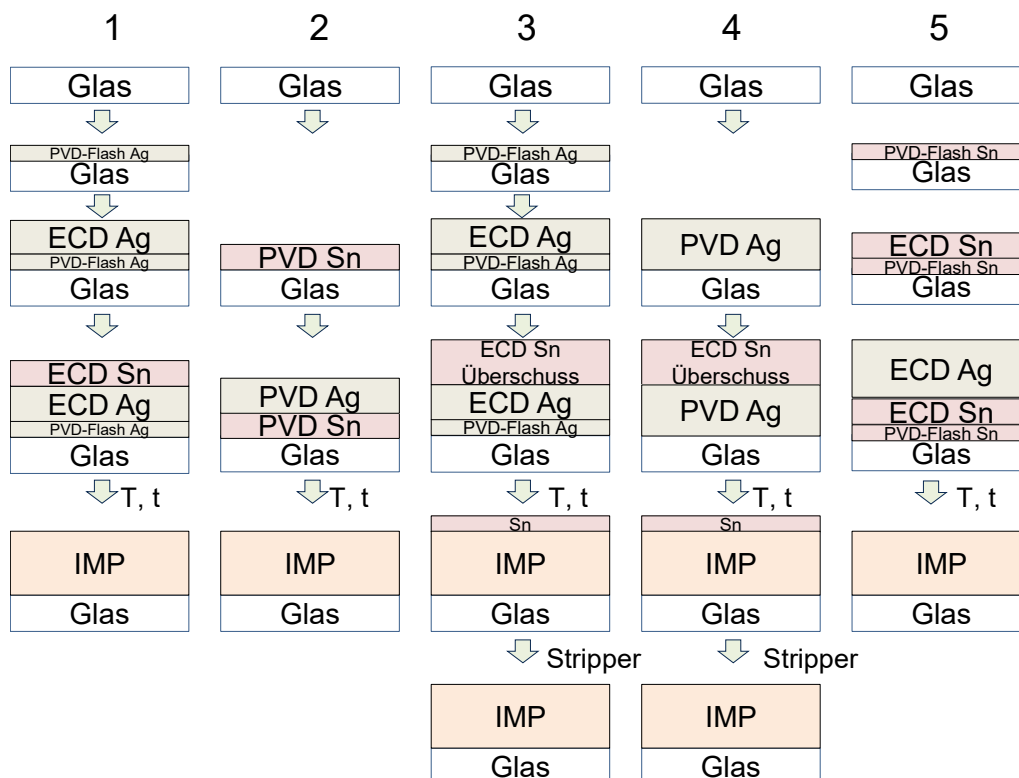 1 2 3 4 5
Glas Glas Glas Glas Glas
PVD-Flash Ag PVD-Flash Ag PVD-Flash Sn
Glas Glas Glas
ECD Ag ECD Ag PVD Ag ECD Sn
PVD-Flash Ag PVD Sn PVD-Flash Ag PVD-Flash Sn
Glas Glas Glas Glas Glas
ECD Sn ECD Sn
Überschuss Überschuss
ECD Sn ECD Ag
ECD Ag PVD Ag ECD Ag PVD Ag ECD Sn
PVD-Flash Ag PVD Sn PVD-Flash Ag PVD-Flash Sn
Glas Glas Glas Glas Glas
T, t T, t T, t T, t T, t
Sn Sn
IMP IMP IMP IMP IMP
Glas Glas Glas Glas Glas
Stripper Stripper
IMP IMP
Glas Glas